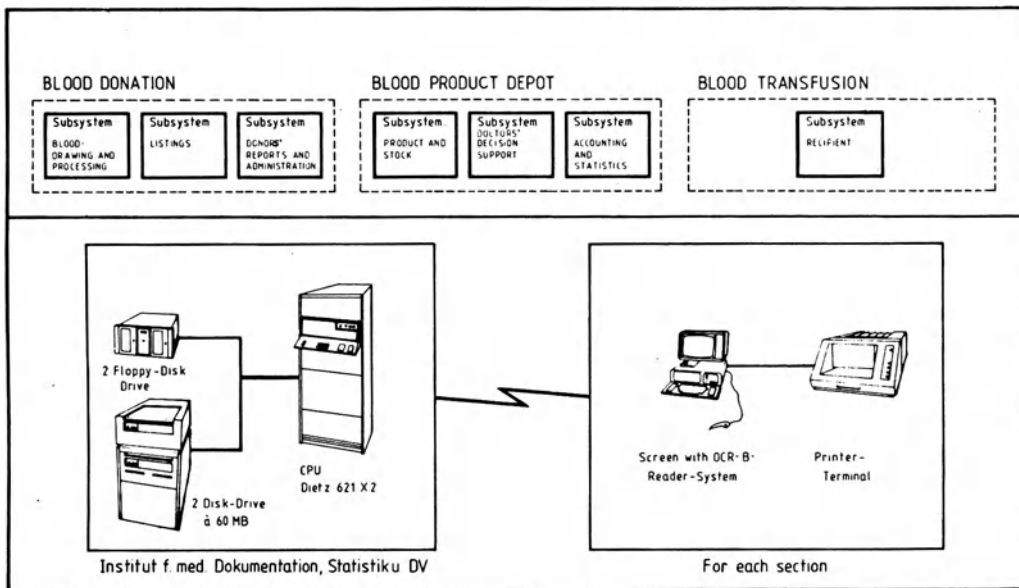 BLOOD DONATION
Subsystem
BLOOD-
DRAWING AND
PROCESSING
Subsystem
LISTINGS
Subsystem
DONORS'
REPORTS AND
ADMINISTRATION
BLOOD PRODUCT DEPOT
Subsystem
PRODUCT AND
STOCK
Subsystem
DOLTURS'
DECISION
SUPPORT
Subsystem
ACCOUNTING
AND
STATISTICS
BLOOD TRANSFUSION
Subsystem
RELIFIENT
2 Floppy-Disk
Drive
2 Disk-Drive
à 60 MB
CPU
Dietz 621 X 2
Institut f. med. Dokumentation, Statistik u DV
Screen with OCR-B-
Reader-System
Printer-
Terminal
For each section